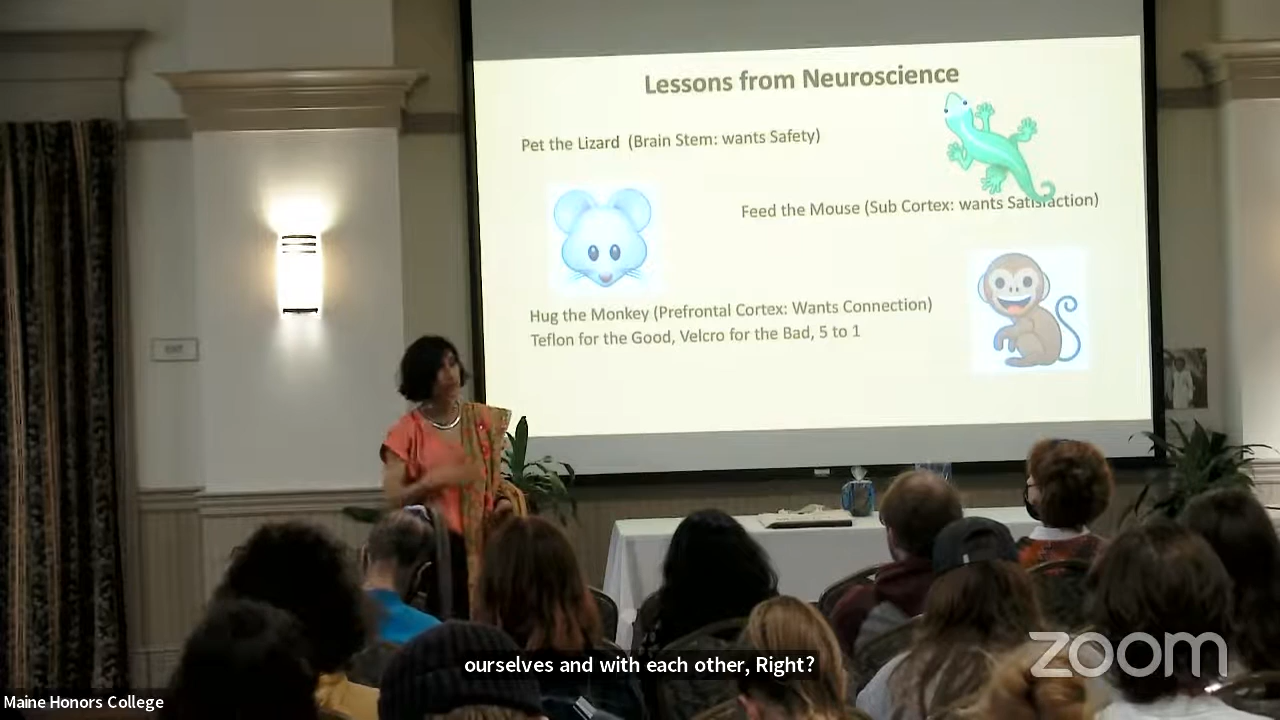 Lessons from Neuroscience
Pet the Lizard (Brain Stem: wants Safety)
Feed the Mouse (Sub Cortex: wants Satisfaction)
Hug the Monkey (Prefrontal Cortex: Wants Connection)
Teflon for the Good, Velcro for the Bad, 5 to 1
EXIT
ourselves and with each other, Right?
zoom
Maine Honors College